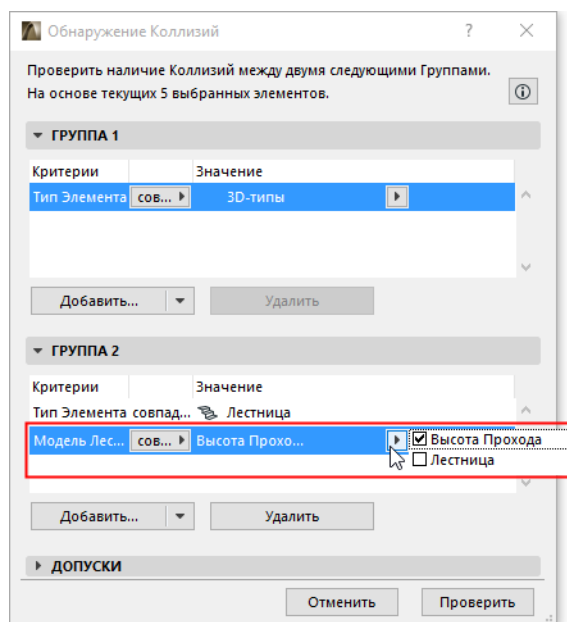 Обнаружение Коллизий ?
Проверить наличие Коллизий между двумя следующими Группами.
На основе текущих 5 выбранных элементов.
ГРУППА 1
Критерии Значение
Тип Элемента сов... 3D-типы
Добавить... Удалить
ГРУППА 2
Критерии Значение
Тип Элемента совпад... Лестница
Модель Лес... сов... Высота Прохо... Высота Прохода
Лестница
Добавить... Удалить
ДОПУСКИ
Отменить Проверить